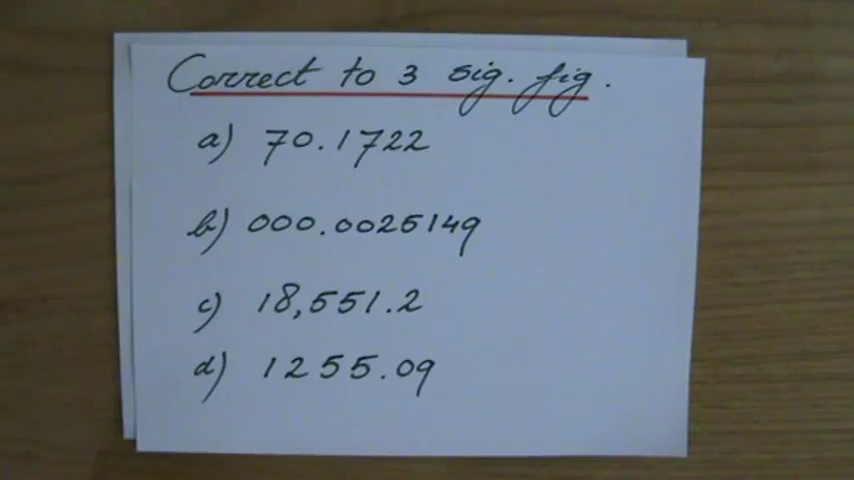 Correct to 3 sig. fig.
a) 70.1722
b) 000.0025149
c) 18,551.2
d) 1255.09